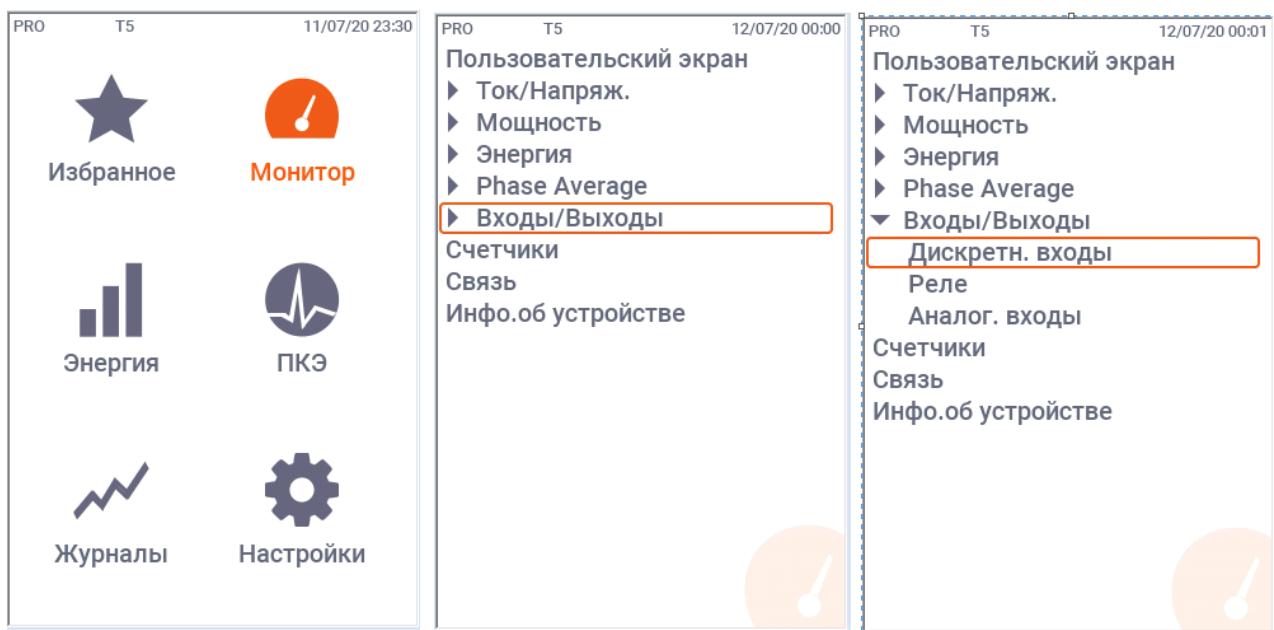 PRO T5 11/07/20 23:30
Избранное Монитор
Энергия ПКЭ
Журналы Настройки
PRO T5 12/07/20 00:00
Пользовательский экран
Ток/Напряж.
Мощность
Энергия
Phase Average
Входы/Выходы
Счетчики
Связь
Инфо.об устройстве
PRO T5 12/07/20 00:01
Пользовательский экран
Ток/Напряж.
Мощность
Энергия
Phase Average
Входы/Выходы
Дискретн. входы
Реле
Аналог. входы
Счетчики
Связь
Инфо.об устройстве